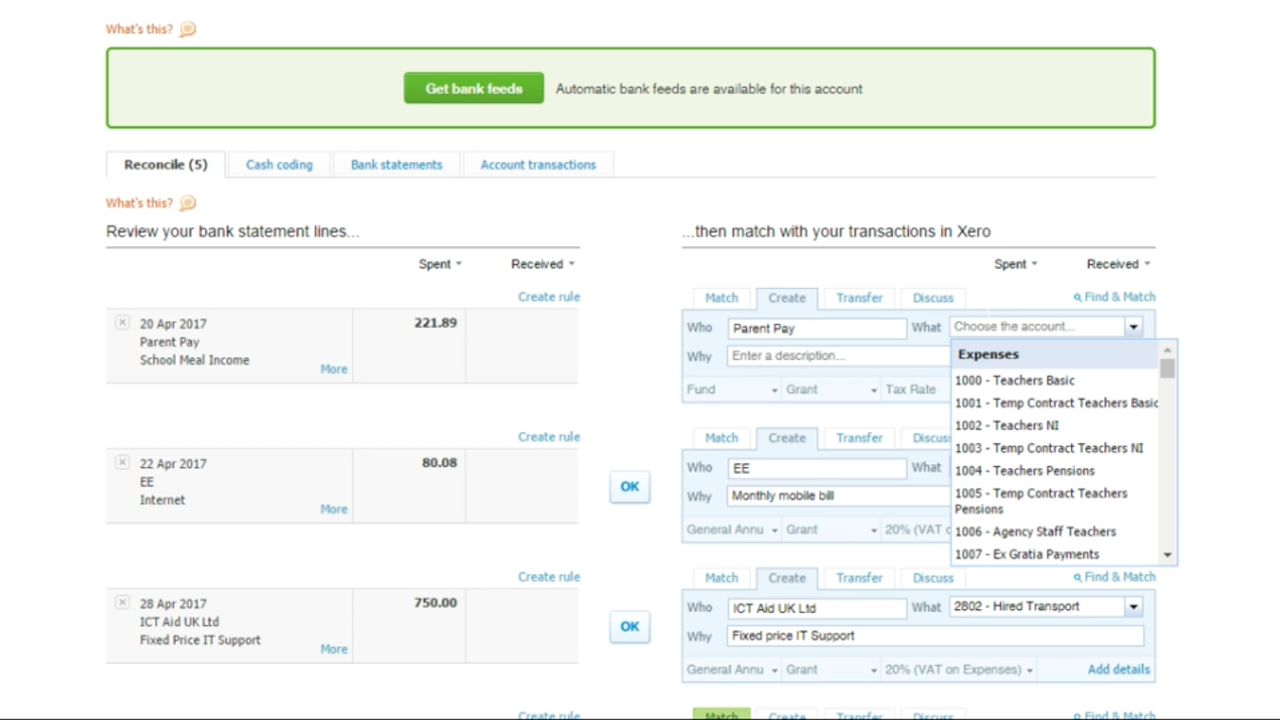 What's this?
Get bank feeds
Automatic bank feeds are available for this account
Reconcile (5)
Cash coding
Bank statements
Account transactions
What's this?
Review your bank statement lines...
...then match with your transactions in Xero
Spent
Received
Spent
Received
Create rule
Match
Create
Transfer
Discuss
Find & Match
20 Apr 2017
Parent Pay
School Meal Income
More
221.89
Who
Parent Pay
What
Choose the account...
Why
Enter a description...
Fund
Grant
Tax Rate
Expenses
1000 - Teachers Basic
1001 - Temp Contract Teachers Basic
1002 - Teachers NI
1003 - Temp Contract Teachers NI
1004 - Teachers Pensions
1005 - Temp Contract Teachers
Pensions
1006 - Agency Staff Teachers
1007 - Ex Gratia Payments
Create rule
Match
Create
Transfer
Discus
22 Apr 2017
EE
Internet
More
80.08
OK
Who
EE
What
Why
Monthly mobile bill
General Annu
Grant
20% (VAT
Create rule
Match
Create
Transfer
Discuss
Find & Match
28 Apr 2017
ICT Aid UK Ltd
Fixed Price IT Support
More
750.00
OK
Who
ICT Aid UK Ltd
What
2802 - Hired Transport
Why
Fixed price IT Support
General Annu
Grant
20% (VAT on Expenses)
Add details
Create rule
Match
Create
Transfer
Discuss
Find & Match